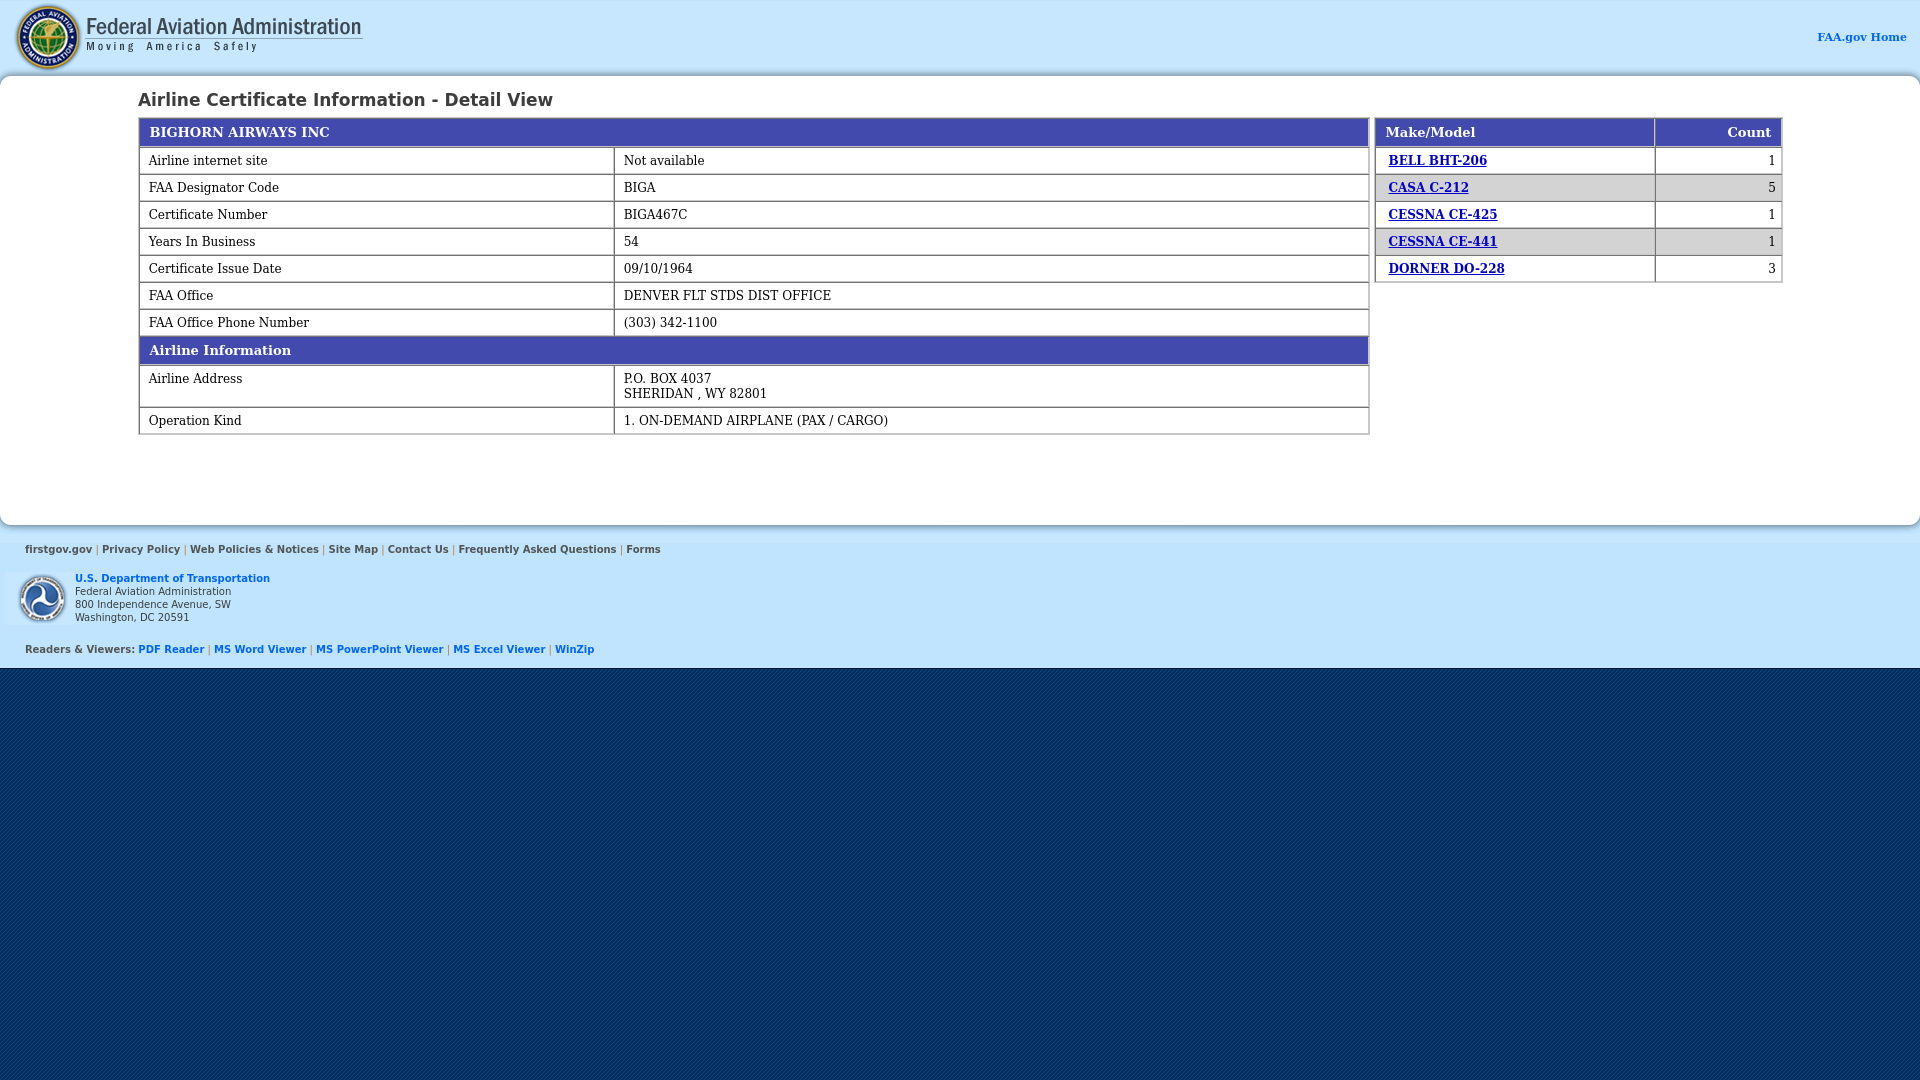 Federal Aviation Administration
Moving America Safely
FAA.gov Home
Airline Certificate Information - Detail View
BIGHORN AIRWAYS INC
Airline internet site Not available
FAA Designator Code BIGA
Certificate Number BIGA467C
Years In Business 54
Certificate Issue Date 09/10/1964
FAA Office DENVER FLT STDS DIST OFFICE
FAA Office Phone Number (303) 342-1100
Airline Information
Airline Address P.O. BOX 4037
SHERIDAN , WY 82801
Operation Kind 1. ON-DEMAND AIRPLANE (PAX / CARGO)
Make/Model Count
BELL BHT-206 1
CASA C-212 5
CESSNA CE-425 1
CESSNA CE-441 1
DORNER DO-228 3
firstgov.gov | Privacy Policy | Web Policies & Notices | Site Map | Contact Us | Frequently Asked Questions | Forms
U.S. Department of Transportation
Federal Aviation Administration
800 Independence Avenue, SW
Washington, DC 20591
Readers & Viewers: PDF Reader | MS Word Viewer | MS PowerPoint Viewer | MS Excel Viewer | WinZip